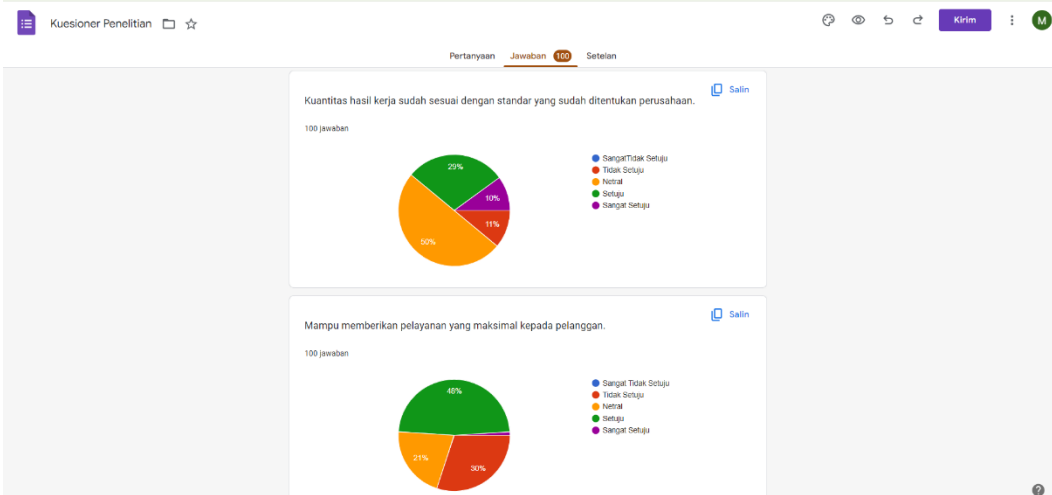 Kuesioner Penelitian
Kirim
M
Pertanyaan Jawaban 100 Setelan
Kuantitas hasil kerja sudah sesuai dengan standar yang sudah ditentukan perusahaan.
Salin
100 jawaban
29%
10%
11%
50%
SangatTidak Setuju
Tidak Setuju
Netral
Setuju
Sangat Setuju
Mampu memberikan pelayanan yang maksimal kepada pelanggan.
Salin
100 jawaban
48%
21%
30%
Sangat Tidak Setuju
Tidak Setuju
Netral
Setuju
Sangat Setuju
?